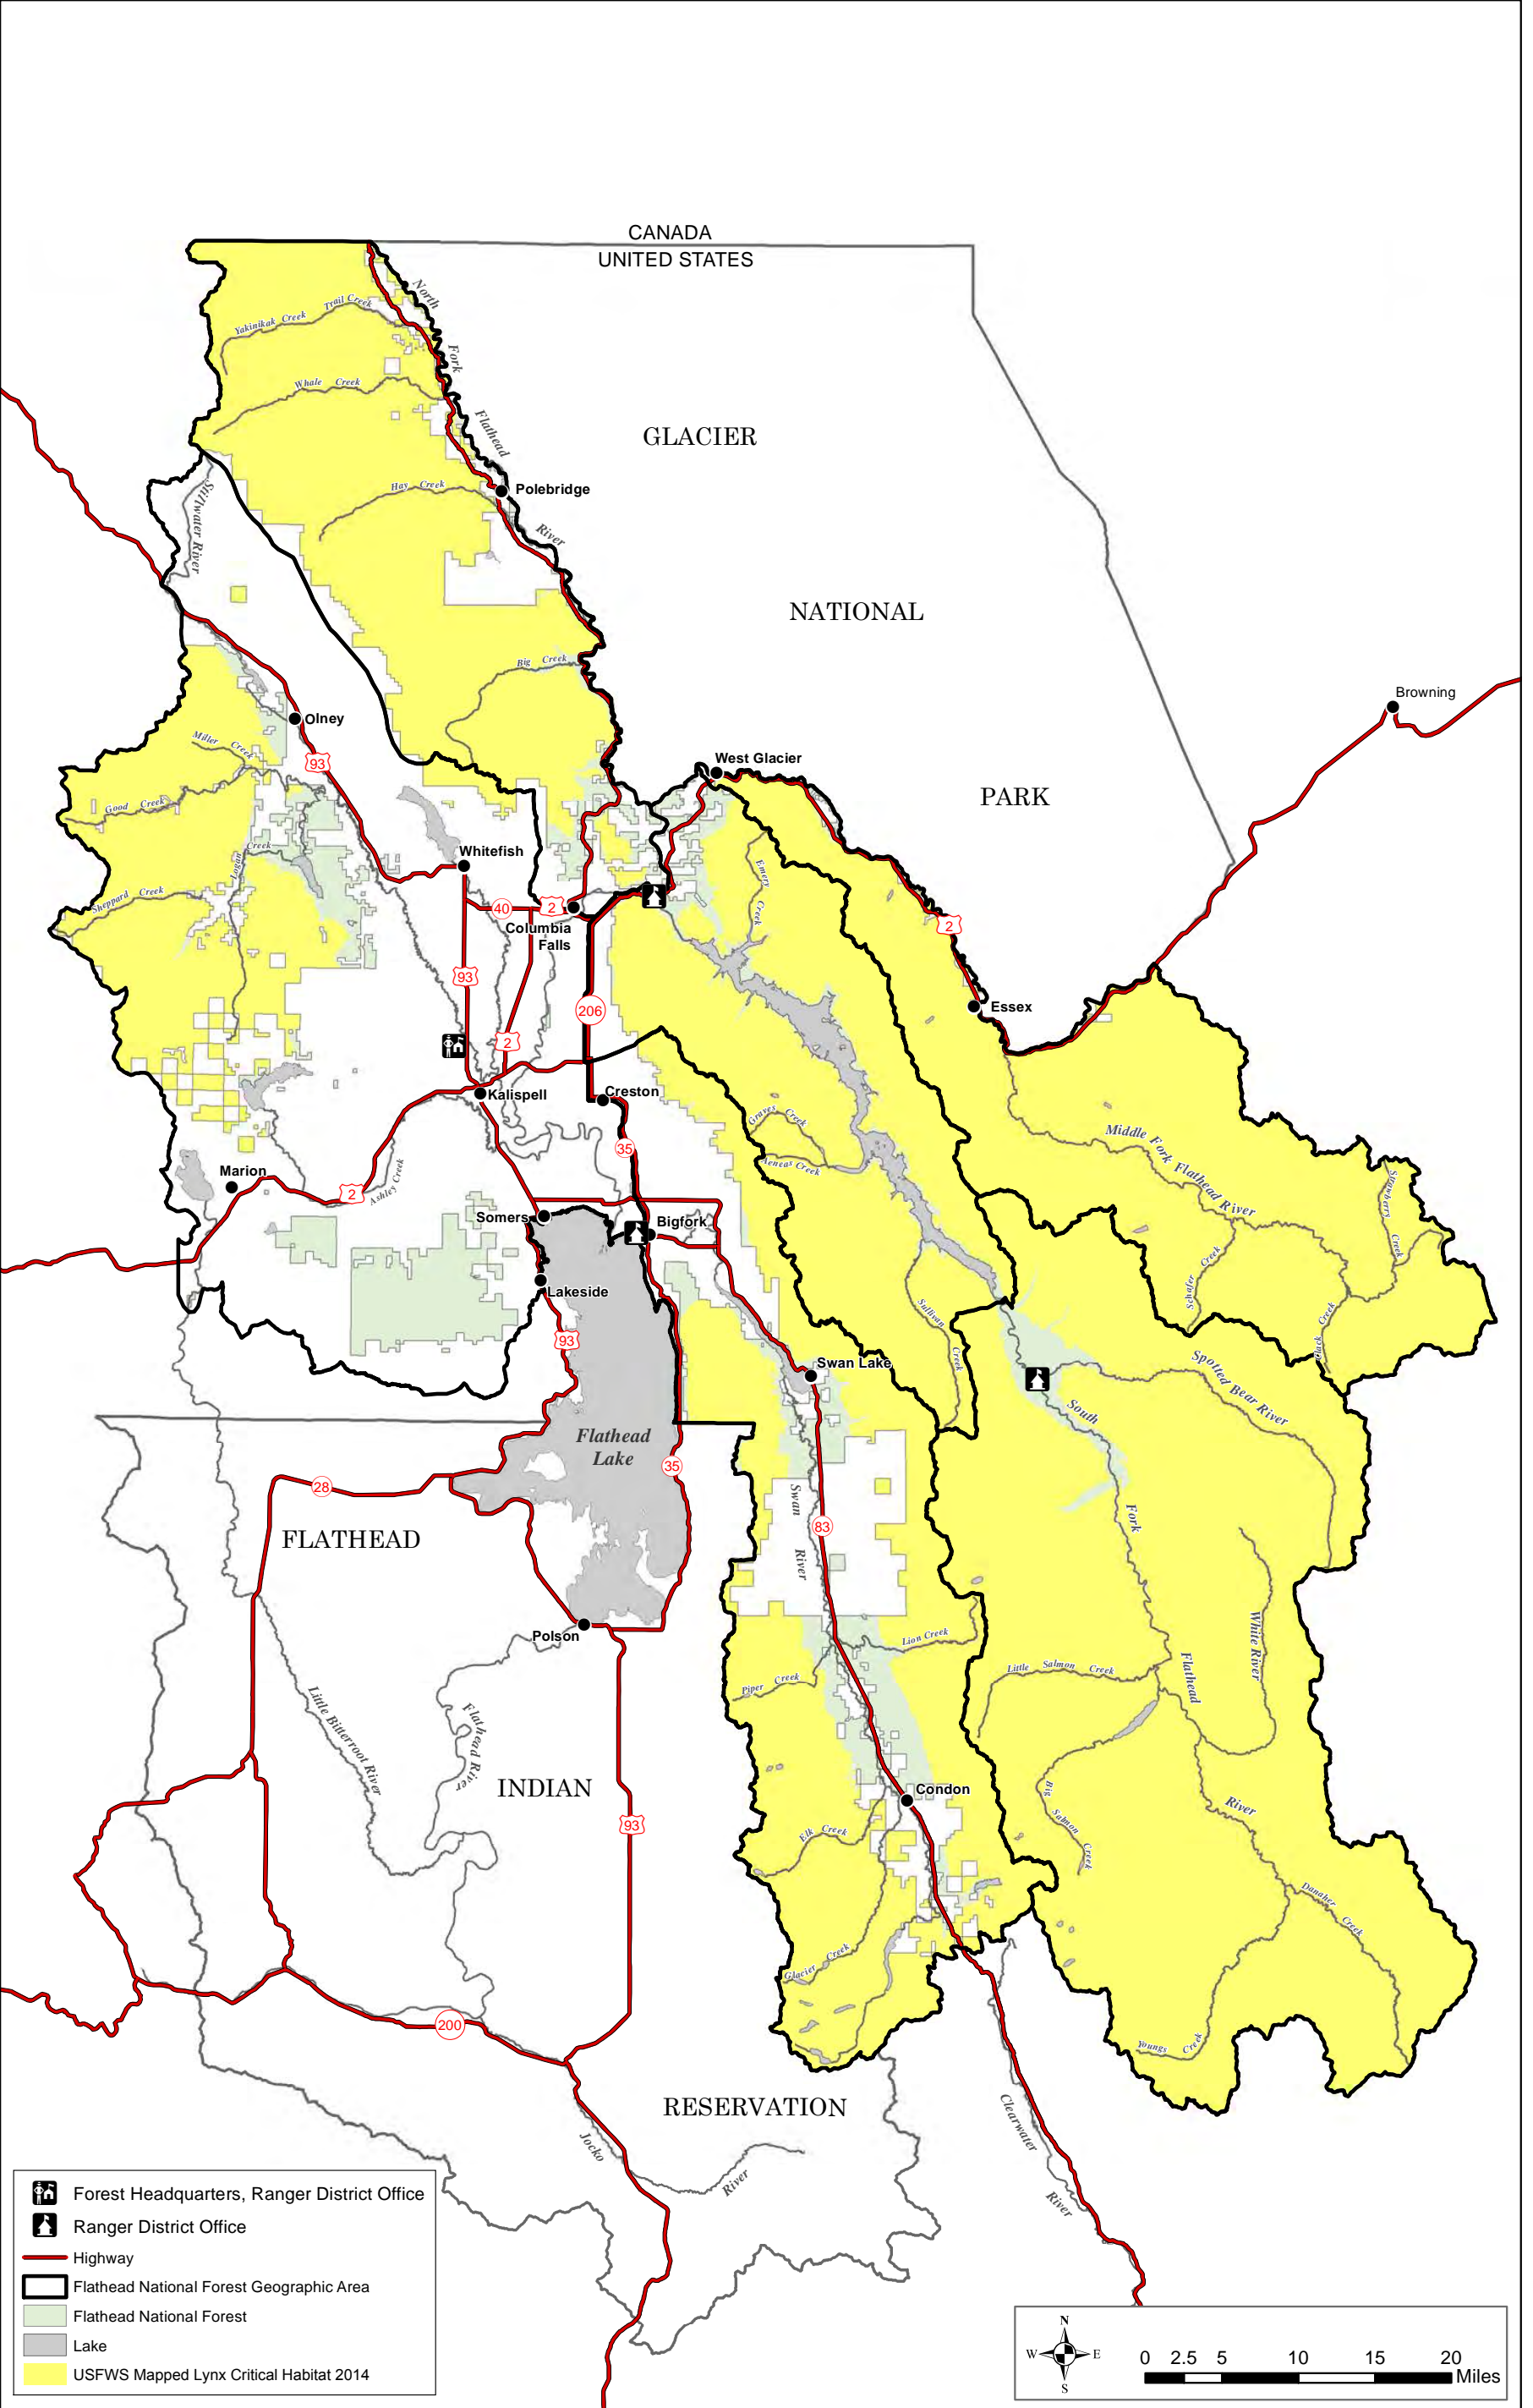 CANADA
UNITED STATES
North
Fork
Flathead
River
Trail Creek
Yakinikak Creek
Whale Creek
GLACIER
Hay Creek
Polebridge
Stillwater River
NATIONAL
Big Creek
Browning
Olney
Miller Creek
93
West Glacier
PARK
Good Creek
Logan Creek
Whitefish
Emery Creek
Sheppard Creek
40
2
Columbia
Falls
2
93
206
Essex
2
Kalispell
Creston
Graves Creek
Middle Fork Flathead River
35
Aeneas Creek
Marion
2
Ashley Creek
Strawberry Creek
Somers
Bigfork
Schafer Creek
Lakeside
Sullivan Creek
Clack Creek
93
Swan Lake
Spotted Bear River
South
Fork
Flathead
River
Flathead
Lake
35
28
Swan River
83
FLATHEAD
Polson
Lion Creek
White River
Little Salmon Creek
Piper Creek
Little Bitterroot River
Flathead River
INDIAN
Condon
Big Salmon Creek
93
Elk Creek
Danaher Creek
Glacier Creek
200
Youngs Creek
RESERVATION
Clearwater River
Jocko River
Forest Headquarters, Ranger District Office
Ranger District Office
Highway
Flathead National Forest Geographic Area
Flathead National Forest
Lake
USFWS Mapped Lynx Critical Habitat 2014
N
W E
S
0 2.5 5 10 15 20
Miles